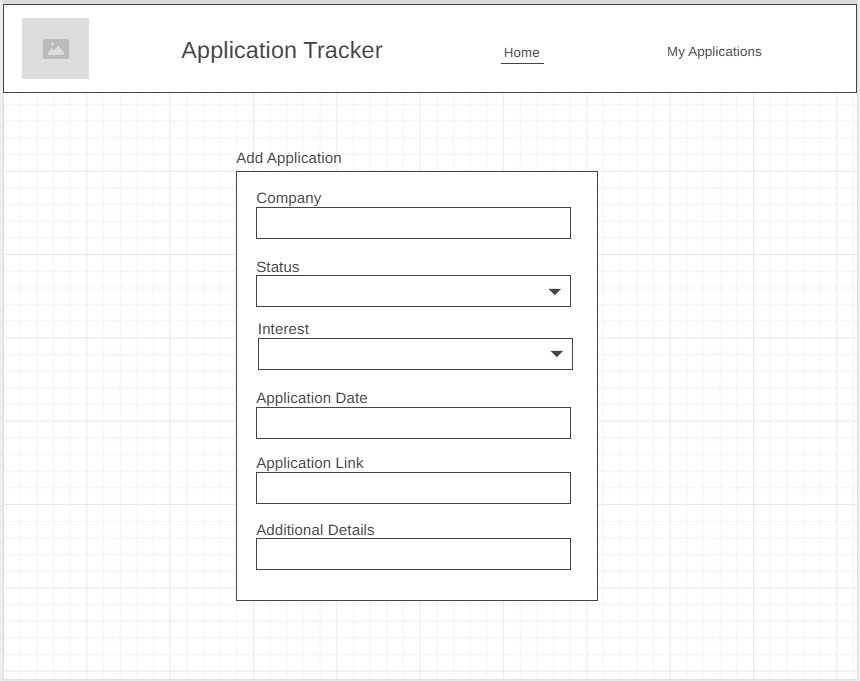 Application Tracker
Home
My Applications
Add Application
Company
Status
Interest
Application Date
Application Link
Additional Details